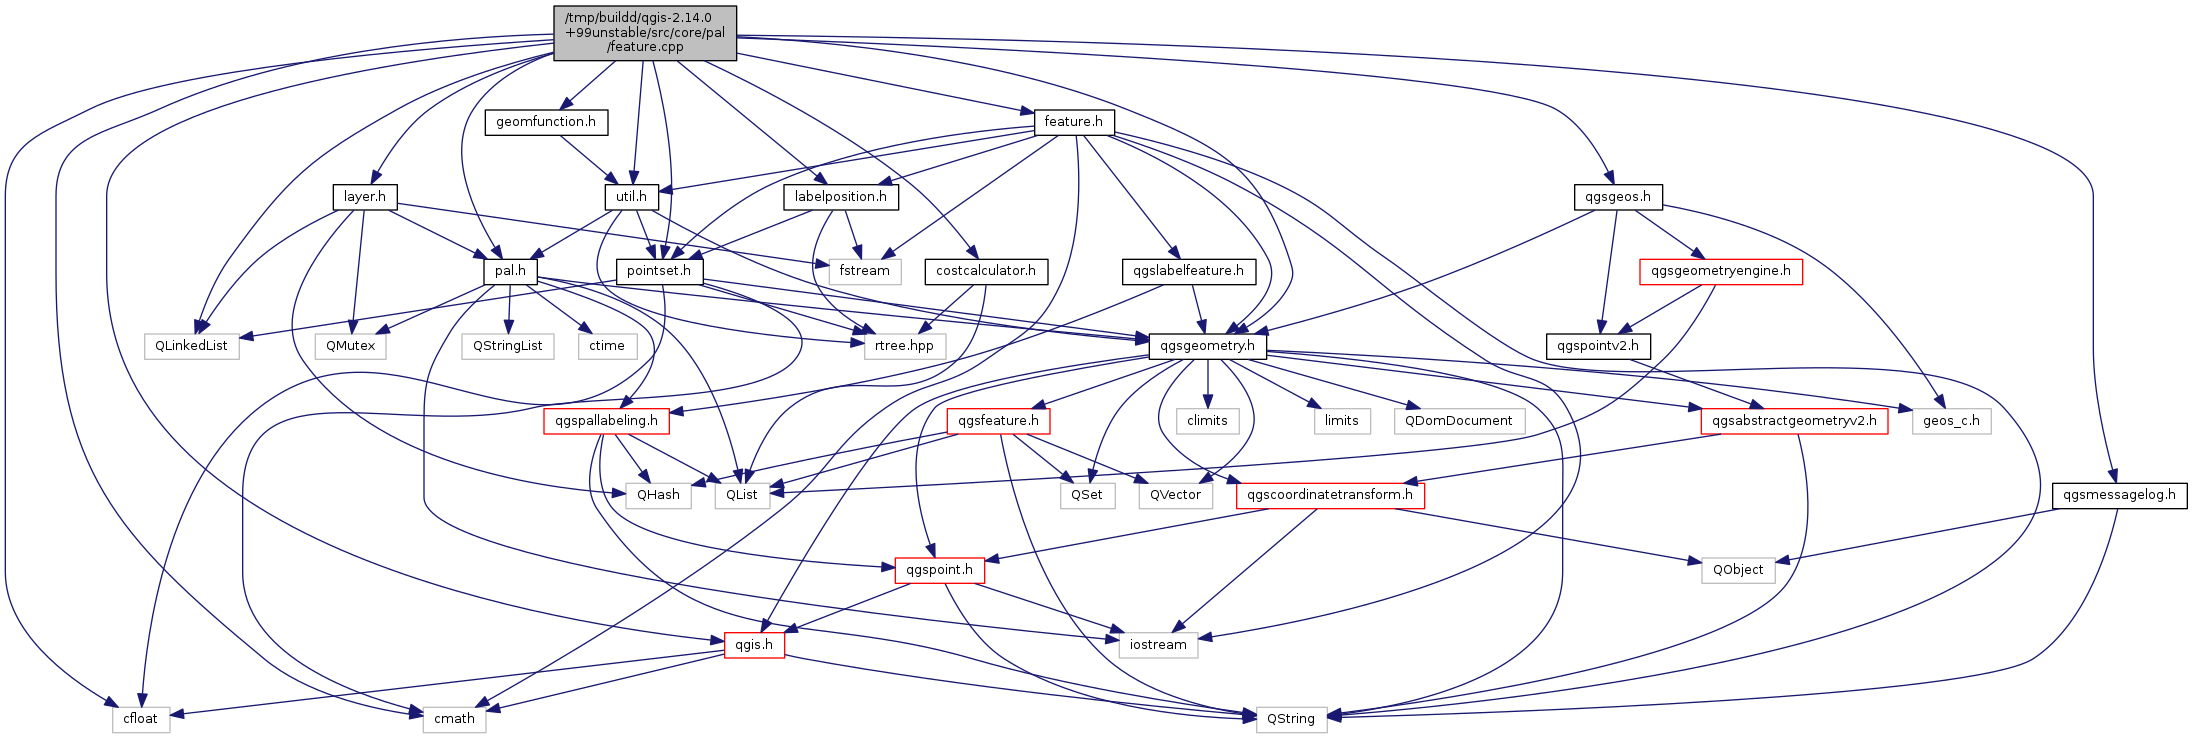 /tmp/buildd/qgis-2.14.0
+99unstable/src/core/pal
/feature.cpp
geomfunction.h
feature.h
layer.h
util.h
labelposition.h
qgsgeos.h
pal.h
pointset.h
fstream
costcalculator.h
qgslabelfeature.h
qgsgeometryengine.h
QLinkedList
QMutex
QStringList
ctime
rtree.hpp
qgsgeometry.h
qgspointv2.h
qgspallabeling.h
qgsfeature.h
climits
limits
QDomDocument
qgsabstractgeometryv2.h
geos_c.h
QHash
QList
QSet
QVector
qgscoordinatetransform.h
qgsmessagelog.h
qgspoint.h
QObject
qgis.h
iostream
cfloat
cmath
QString